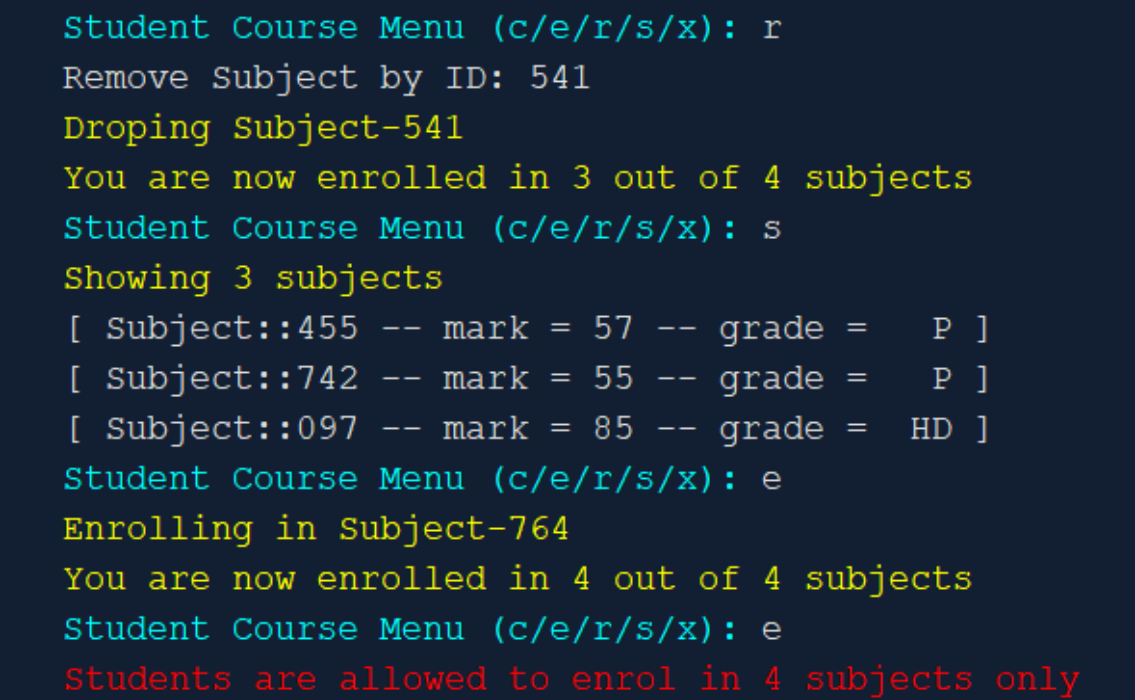 Student Course Menu (c/e/r/s/x): r
Remove Subject by ID: 541
Droping Subject-541
You are now enrolled in 3 out of 4 subjects
Student Course Menu (c/e/r/s/x): s
Showing 3 subjects
[ Subject::455 -- mark = 57 -- grade =   P ]
[ Subject::742 -- mark = 55 -- grade =   P ]
[ Subject::097 -- mark = 85 -- grade =  HD ]
Student Course Menu (c/e/r/s/x): e
Enrolling in Subject-764
You are now enrolled in 4 out of 4 subjects
Student Course Menu (c/e/r/s/x): e
Students are allowed to enrol in 4 subjects only